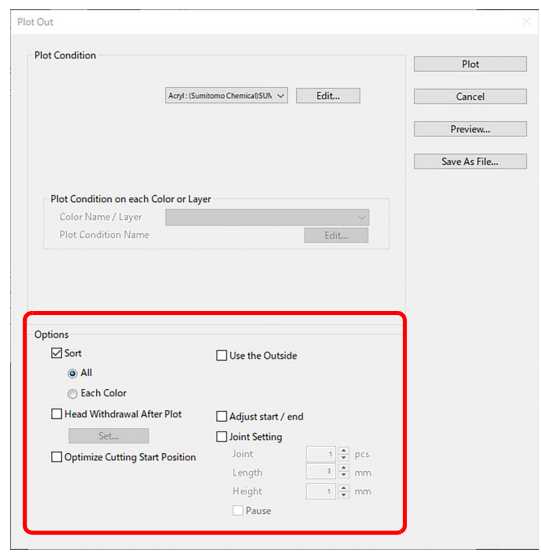 Plot Out
Plot Condition
Plot
Acryl : (Sumitomo Chemical)SUN
Edit...
Cancel
Preview...
Save As File...
Plot Condition on each Color or Layer
Color Name / Layer
Plot Condition Name
Edit...
Options
Sort
Use the Outside
All
Each Color
Head Withdrawal After Plot
Adjust start / end
Set...
Joint Setting
Optimize Cutting Start Position
Joint 1 pcs
Length 3 mm
Height 1 mm
Pause